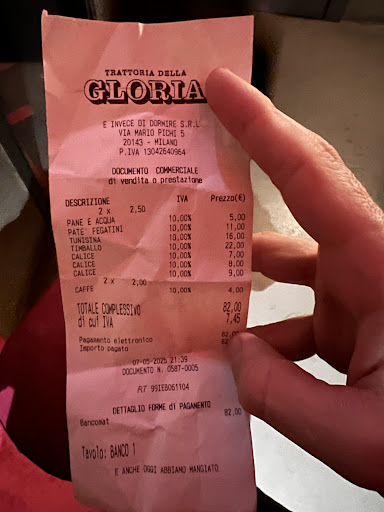 TRATTORIA DELLA
GLORIA
E INVECE DI DORMIRE S.R.L
VIA MARIO PICHI 5
20143 - MILANO
P.IVA 13042640964
DOCUMENTO COMMERCIALE
di vendita o prestazione
DESCRIZIONE IVA Prezzo(€)
2 x 2,50
PANE E ACQUA 10,00% 5,00
PATE' FEGATINI 10,00% 11,00
TUNISINA 10,00% 16,00
TIMBALLO 10,00% 22,00
CALICE 10,00% 7,00
CALICE 10,00% 8,00
CALICE 10,00% 9,00
2 x 2,00
CAFFE 10,00% 4,00
TOTALE COMPLESSIVO 82,00
di cui IVA 7,45
Pagamento elettronico 82,
Importo pagato 82
07-05-2025 21:39
DOCUMENTO N. 0587-0005
RT 99IEB061104
DETTAGLIO FORME di PAGAMENTO
Bancomat 82,00
Tavolo: BANCO 1
E ANCHE OGGI ABBIAMO MANGIATO